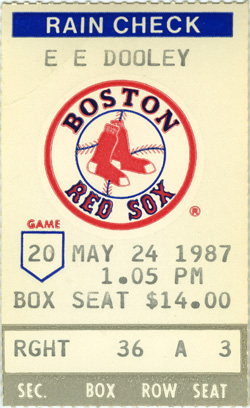 RAIN CHECK
E E DOOLEY
BOSTON
RED SOX
®
GAME
20 MAY 24 1987
1.05 PM
BOX SEAT $14.00
RGHT 36 A 3
SEC. BOX ROW SEAT